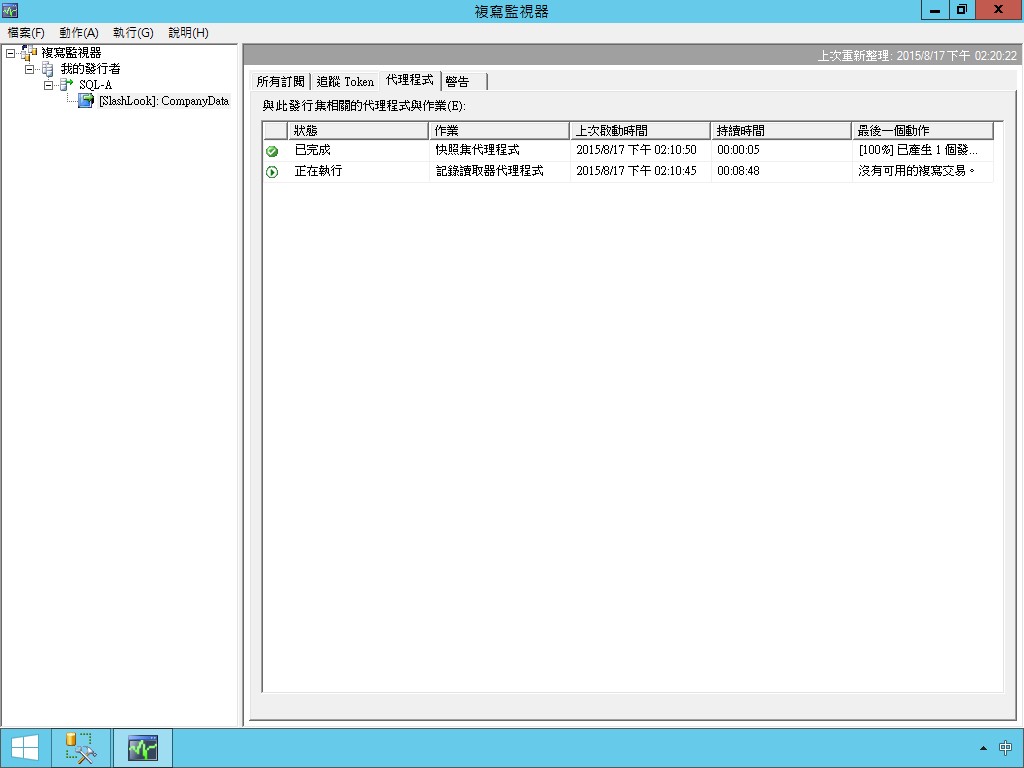 複寫監視器
檔案(F) 動作(A) 執行(G) 說明(H)
複寫監視器
我的發行者
SQL-A
[SlashLook]: CompanyData
上次重新整理: 2015/8/17 下午 02:20:22
所有訂閱 追蹤 Token 代理程式 警告
與此發行集相關的代理程式與作業(E):
狀態 作業 上次啟動時間 持續時間 最後一個動作
已完成 快照集代理程式 2015/8/17 下午 02:10:50 00:00:05 [100%] 已產生 1 個發...
正在執行 記錄讀取器代理程式 2015/8/17 下午 02:10:45 00:08:48 沒有可用的複寫交易。
中